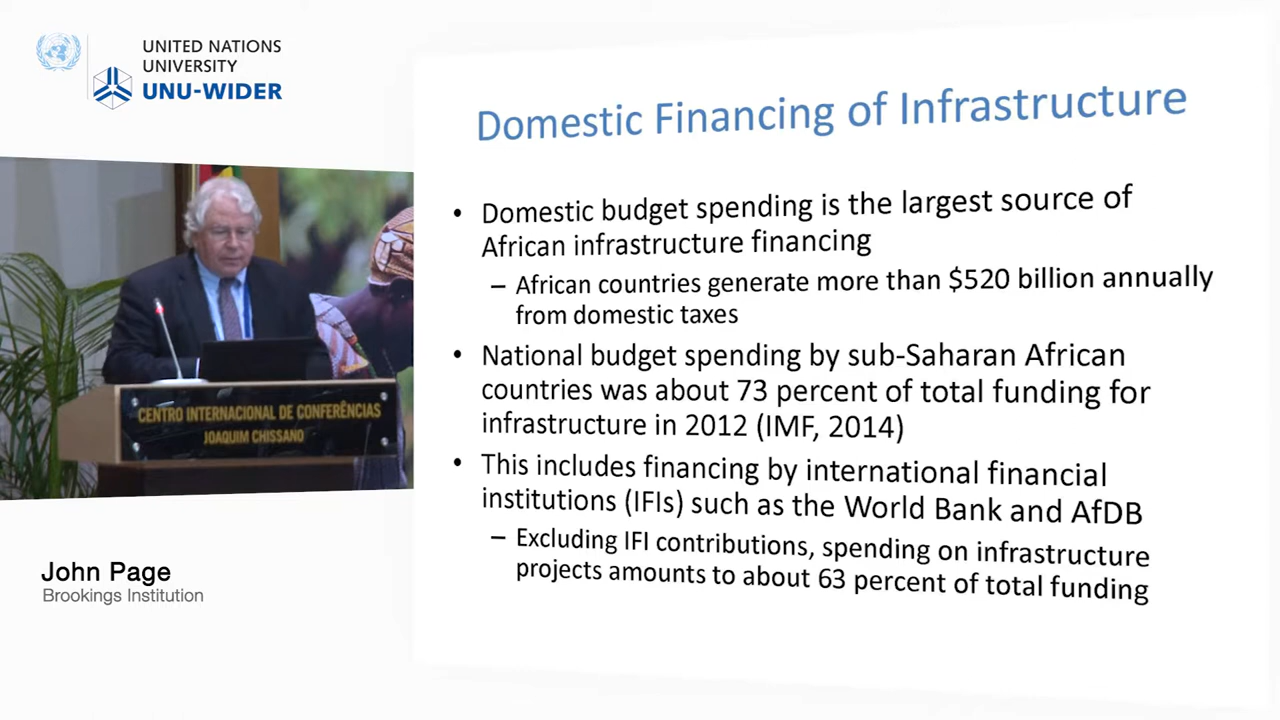 UNITED NATIONS
UNIVERSITY
UNU-WIDER
Domestic Financing of Infrastructure
• Domestic budget spending is the largest source of
African infrastructure financing
– African countries generate more than $520 billion annually
from domestic taxes
• National budget spending by sub-Saharan African
countries was about 73 percent of total funding for
infrastructure in 2012 (IMF, 2014)
• This includes financing by international financial
institutions (IFIs) such as the World Bank and AfDB
– Excluding IFI contributions, spending on infrastructure
projects amounts to about 63 percent of total funding
CENTRO INTERNACIONAL DE CONFERÊNCIAS
JOAQUIM CHISSANO
John Page
Brookings Institution